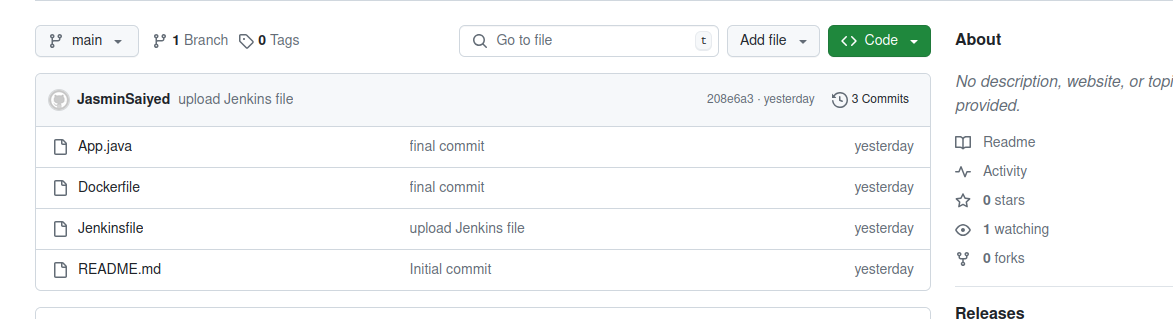 main 1 Branch 0 Tags Go to file t Add file Code
JasminSaiyed upload Jenkins file 208e6a3 · yesterday 3 Commits
App.java final commit yesterday
Dockerfile final commit yesterday
Jenkinsfile upload Jenkins file yesterday
README.md Initial commit yesterday
About
No description, website, or topi
provided.
Readme
Activity
0 stars
1 watching
0 forks
Releases